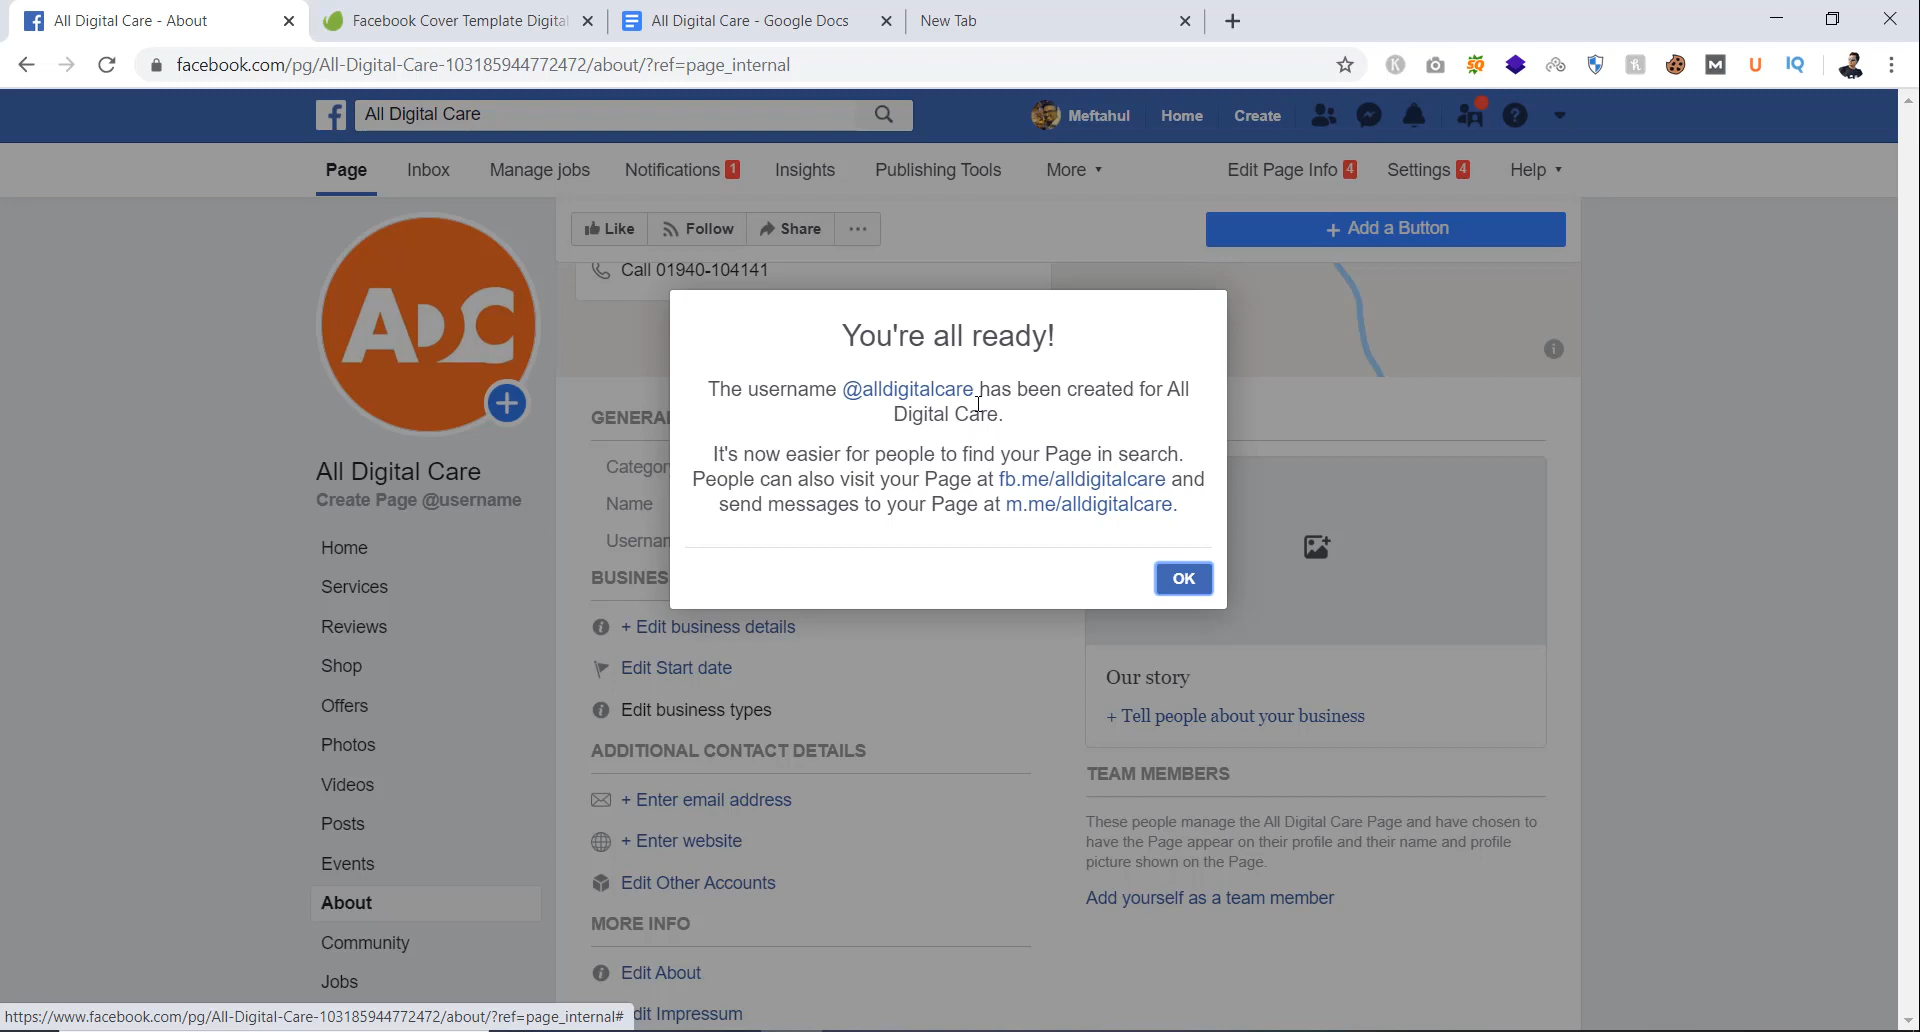 All Digital Care - About
Facebook Cover Template Digital
All Digital Care - Google Docs
New Tab
facebook.com/pg/All-Digital-Care-103185944772472/about/?ref=page_internal
All Digital Care
Meftahul
Home
Create
Page
Inbox
Manage jobs
Notifications 1
Insights
Publishing Tools
More
Edit Page Info 4
Settings 4
Help
Like
Follow
Share
+ Add a Button
ADC
Call 01940-104141
You're all ready!
The username @alldigitalcare has been created for All
Digital Care.
It's now easier for people to find your Page in search.
People can also visit your Page at fb.me/alldigitalcare and
send messages to your Page at m.me/alldigitalcare.
OK
All Digital Care
Create Page @username
Home
Services
Reviews
Shop
Offers
Photos
Videos
Posts
Events
About
Community
Jobs
GENERAL
Categor
Name
Usernam
BUSINES
+ Edit business details
Edit Start date
Edit business types
ADDITIONAL CONTACT DETAILS
+ Enter email address
+ Enter website
Edit Other Accounts
MORE INFO
Edit About
dit Impressum
Our story
+ Tell people about your business
TEAM MEMBERS
These people manage the All Digital Care Page and have chosen to
have the Page appear on their profile and their name and profile
picture shown on the Page.
Add yourself as a team member
https://www.facebook.com/pg/All-Digital-Care-103185944772472/about/?ref=page_internal#